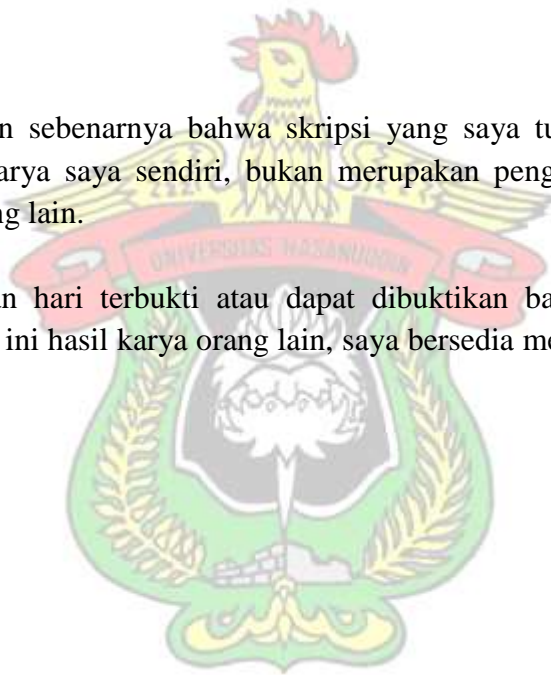 n sebenarnya bahwa skripsi yang saya tu
arya saya sendiri, bukan merupakan peng
ng lain.
UNIVERSITAS HASANUDDIN
an hari terbukti atau dapat dibuktikan ba
ini hasil karya orang lain, saya bersedia me